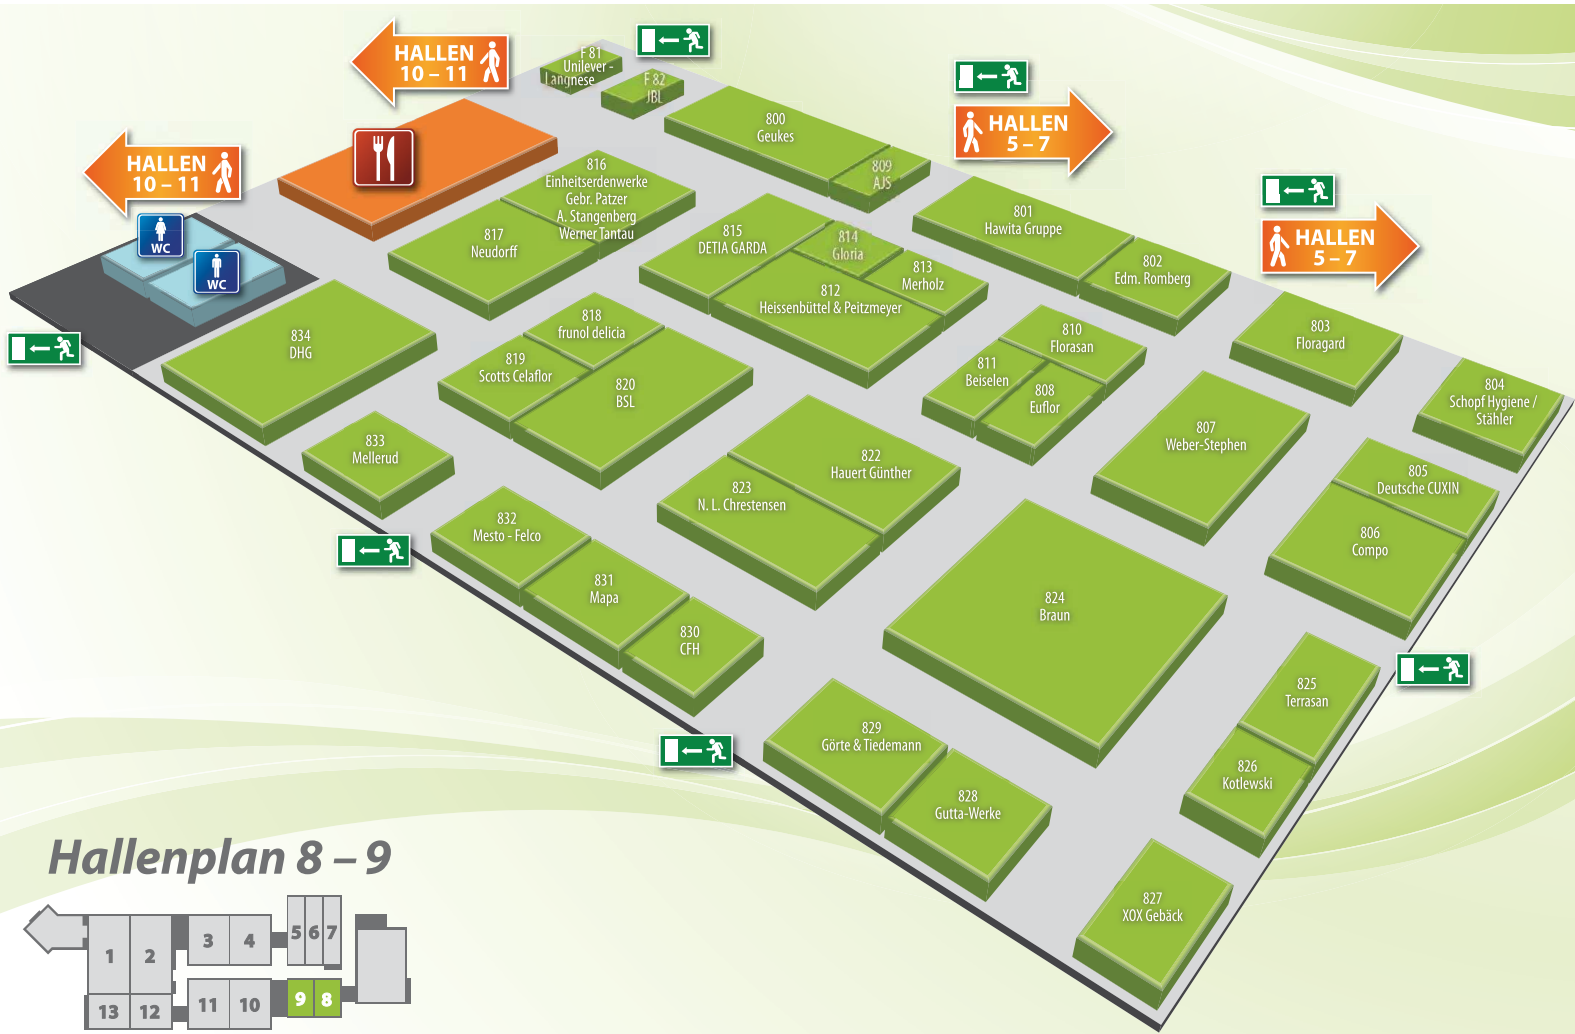 HALLEN
10 – 11
F 81
Unilever -
Langnese
F 82
JBL
HALLEN
10 – 11
WC
WC
800
Geukes
809
AJS
HALLEN
5 – 7
HALLEN
5 – 7
816
Einheitserdenwerke
Gebr. Patzer
A. Stangenberg
Werner Tantau
817
Neudorff
815
DETIA GARDA
814
Gloria
813
Merholz
812
Heissenbüttel & Peitzmeyer
801
Hawita Gruppe
802
Edm. Romberg
803
Floragard
804
Schopf Hygiene /
Stähler
834
DHG
818
frunol delicia
819
Scotts Celaflor
820
BSL
810
Florasan
811
Beiselen
808
Euflor
807
Weber-Stephen
805
Deutsche CUXIN
806
Compo
833
Mellerud
822
Hauert Günther
823
N. L. Chrestensen
832
Mesto - Felco
831
Mapa
830
CFH
824
Braun
825
Terrasan
826
Kotlewski
829
Görte & Tiedemann
828
Gutta-Werke
827
XOX Gebäck
Hallenplan 8 – 9
1
2
3
4
5
6
7
13
12
11
10
9
8